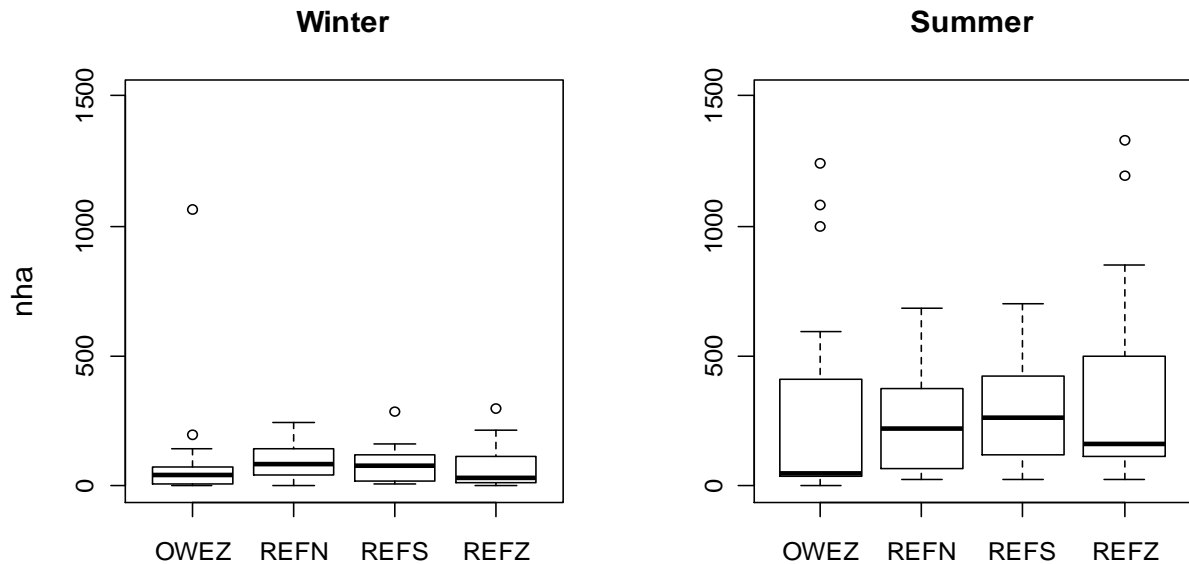 Winter
nha
1500
1000
500
0
OWEZ REFN REFS REFZ
Summer
1500
1000
500
0
OWEZ REFN REFS REFZ